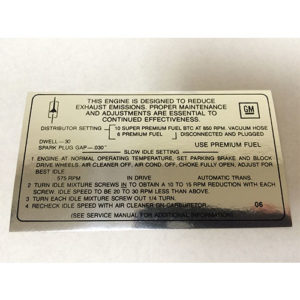 THIS ENGINE IS DESIGNED TO REDUCE
EXHAUST EMISSIONS. PROPER MAINTENANCE
AND ADJUSTMENTS ARE ESSENTIAL TO
CONTINUED EFFECTIVENESS.
GM
DISTRIBUTOR SETTING
10 SUPER PREMIUM FUEL BTC AT 850 RPM. VACUUM HOSE
6 PREMIUM FUEL DISCONNECTED AND PLUGGED
DWELL-30
SPARK PLUG GAP-.030"
USE PREMIUM FUEL
SLOW IDLE SETTING
1 ENGINE AT NORMAL OPERATING TEMPERATURE, SET PARKING BRAKE AND BLOCK
DRIVE WHEELS. AIR CLEANER OFF, AIR COND. OFF, CHOKE FULLY OPEN, ADJUST FOR
BEST IDLE
575 RPM IN DRIVE AUTOMATIC TRANS.
2 TURN IDLE MIXTURE SCREWS IN TO OBTAIN A 10 TO 15 RPM REDUCTION WITH EACH
SCREW. IDLE SPEED TO BE 20 TO 30 RPM LESS THAN ABOVE.
3 TURN EACH IDLE MIXTURE SCREW OUT 1/4 TURN.
4 RECHECK IDLE SPEED WITH AIR CLEANER ON CARBURETOR.
06
(SEE SERVICE MANUAL FOR ADDITIONAL INFORMATION)